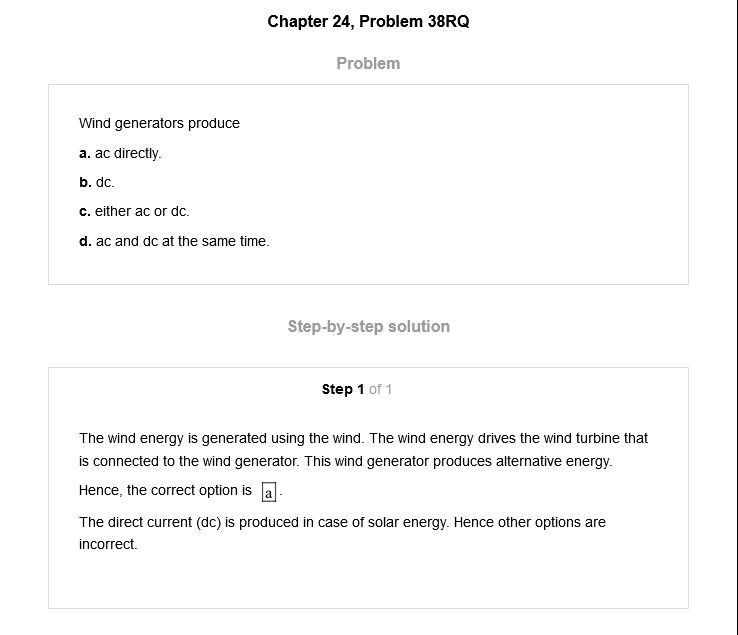 Chapter 24, Problem 38RQ
Problem
Wind generators produce
a. ac directly.
b. dc.
c. either ac or dc.
d. ac and dc at the same time.
Step-by-step solution
Step 1 of 1
The wind energy is generated using the wind. The wind energy drives the wind turbine that
is connected to the wind generator. This wind generator produces alternative energy.
Hence, the correct option is a.
The direct current (dc) is produced in case of solar energy. Hence other options are
incorrect.